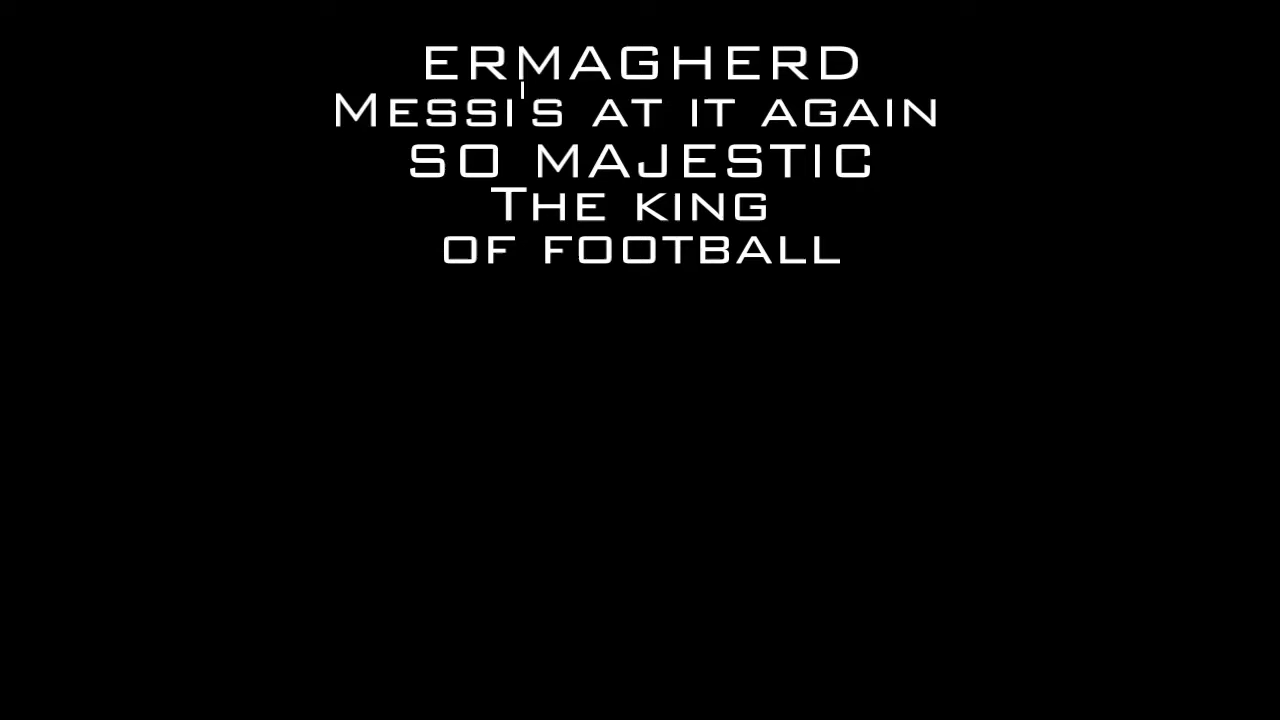 ERMAGHERD
Messi's at it again
SO MAJESTIC
The king
of football